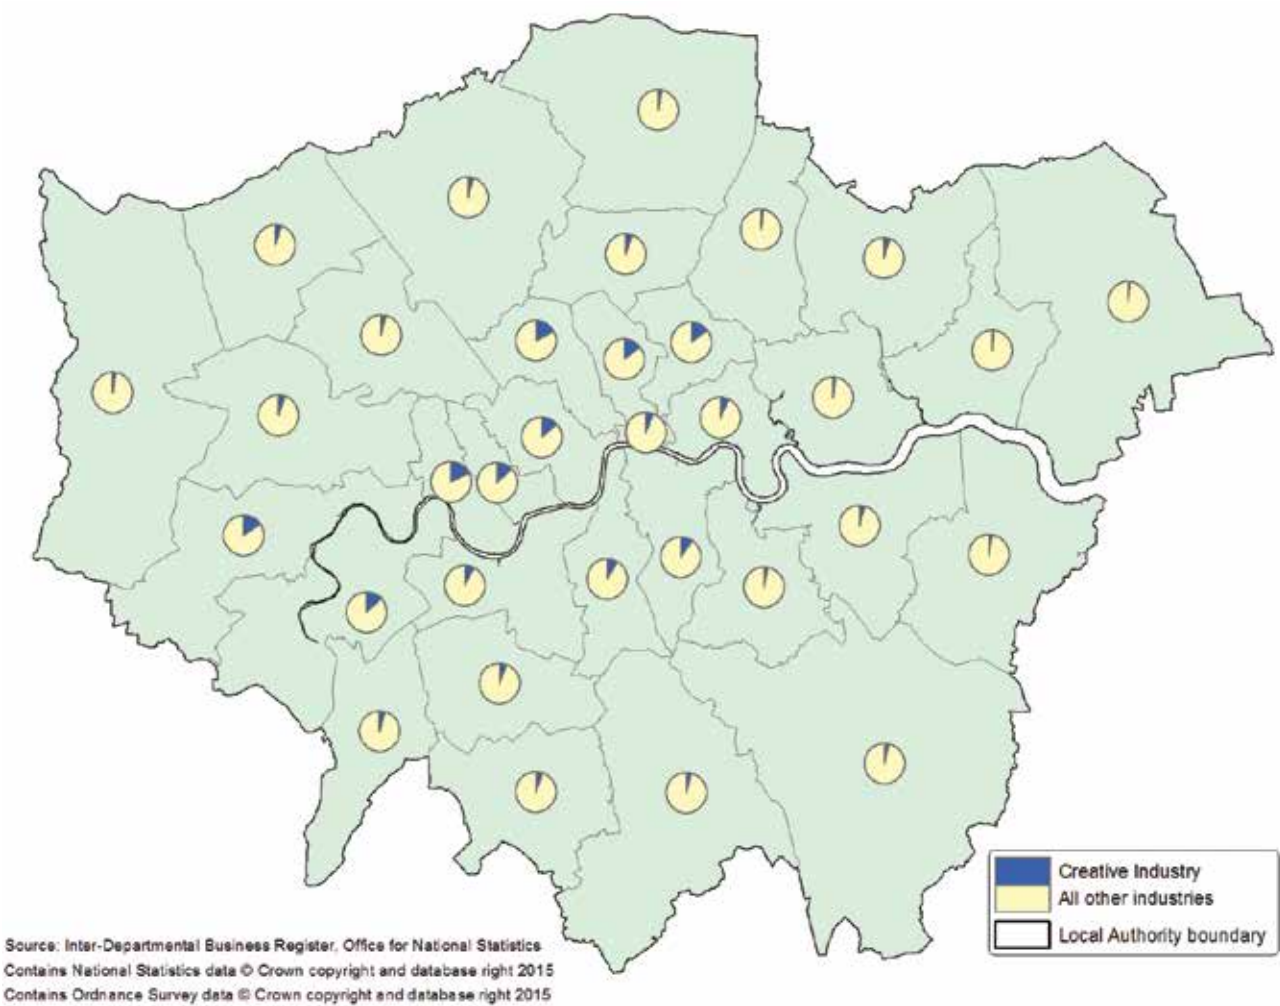 Creative Industry
All other industries
Local Authority boundary
Source: Inter-Departmental Business Register, Office for National Statistics
Contains National Statistics data © Crown copyright and database right 2015
Contains Ordnance Survey data © Crown copyright and database right 2015